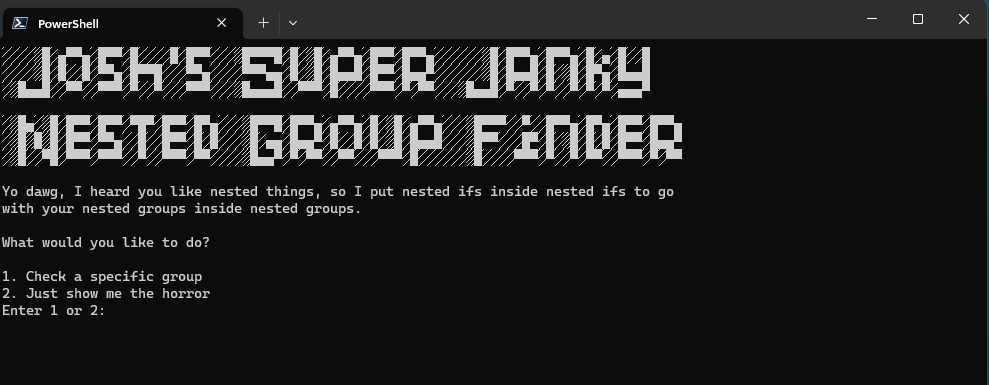 PowerShell
Josh's Super Janky
Nested Group Finder
Yo dawg, I heard you like nested things, so I put nested ifs inside nested ifs to go
with your nested groups inside nested groups.
What would you like to do?
1. Check a specific group
2. Just show me the horror
Enter 1 or 2: